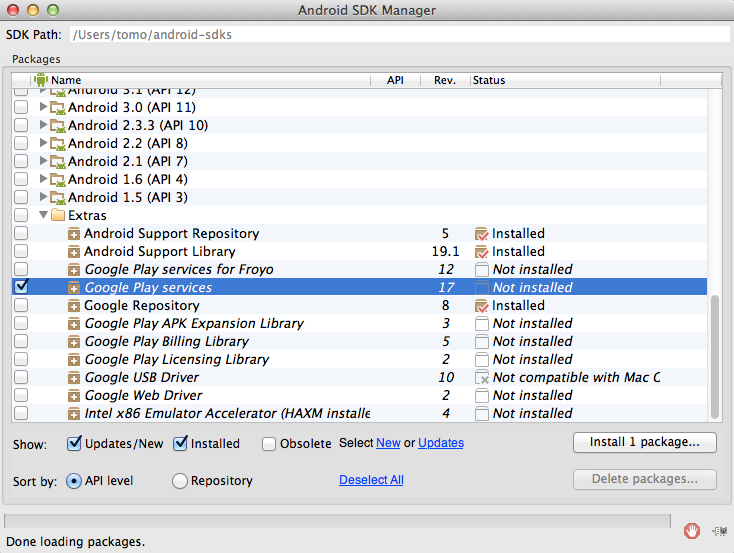 Android SDK Manager
SDK Path: /Users/tomo/android-sdks
Packages
Name API Rev. Status
Android 3.1 (API 12)
Android 3.0 (API 11)
Android 2.3.3 (API 10)
Android 2.2 (API 8)
Android 2.1 (API 7)
Android 1.6 (API 4)
Android 1.5 (API 3)
Extras
Android Support Repository 5 Installed
Android Support Library 19.1 Installed
Google Play services for Froyo 12 Not installed
Google Play services 17 Not installed
Google Repository 8 Installed
Google Play APK Expansion Library 3 Not installed
Google Play Billing Library 5 Not installed
Google Play Licensing Library 2 Not installed
Google USB Driver 10 Not compatible with Mac O
Google Web Driver 2 Not installed
Intel x86 Emulator Accelerator (HAXM installe 4 Not installed
Show: Updates/New Installed Obsolete Select New or Updates Install 1 package...
Sort by: API level Repository Deselect All Delete packages...
Done loading packages.